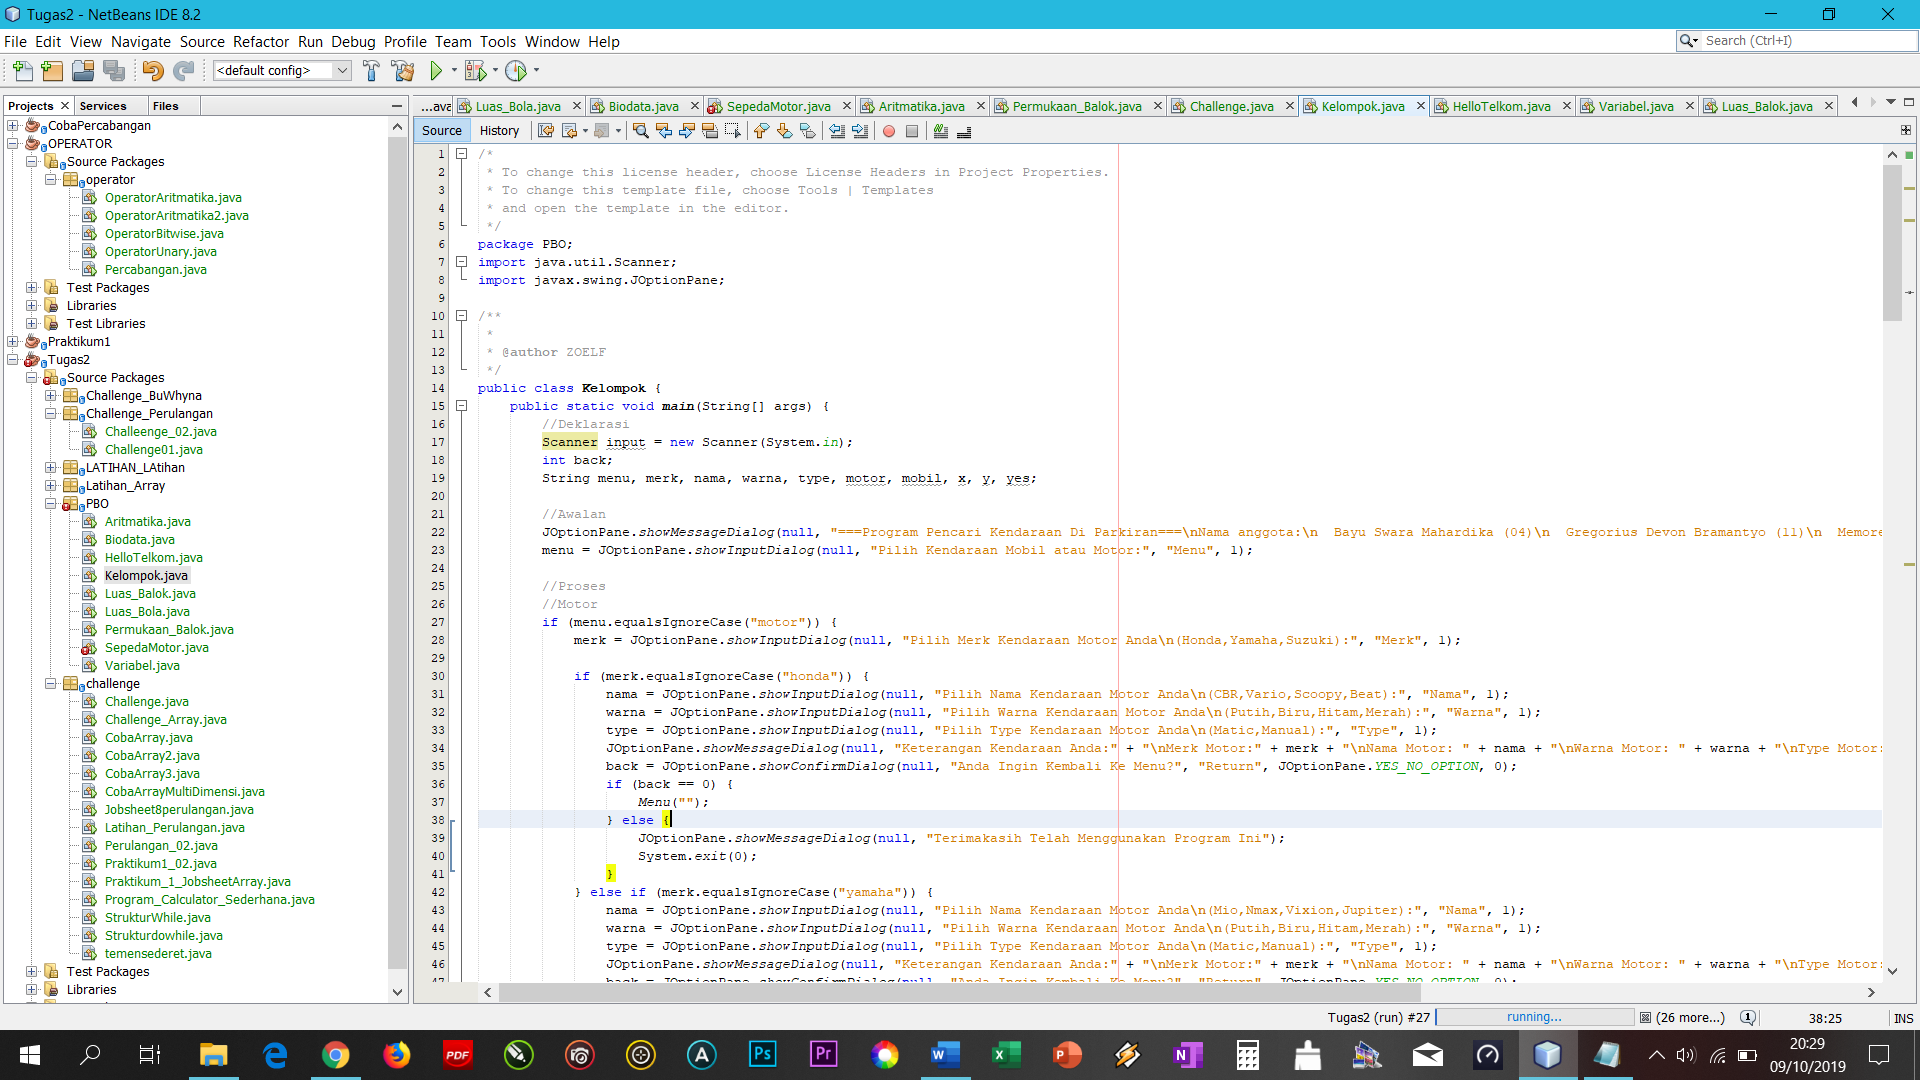 Tugas2 - NetBeans IDE 8.2
File Edit View Navigate Source Refactor Run Debug Profile Team Tools Window Help
Search (Ctrl+I)
<default config>
Projects Services Files
...ava Luas_Bola.java Biodata.java SepedaMotor.java Aritmatika.java Permukaan_Balok.java Challenge.java Kelompok.java HelloTelkom.java Variabel.java Luas_Balok.java
Source History
CobaPercabangan
OPERATOR
Source Packages
operator
OperatorAritmatika.java
OperatorAritmatika2.java
OperatorBitwise.java
OperatorUnary.java
Percabangan.java
Test Packages
Libraries
Test Libraries
Praktikum1
Tugas2
Source Packages
Challenge_BuWhyna
Challenge_Perulangan
Challeenge_02.java
Challenge01.java
LATIHAN_LAtihan
Latihan_Array
PBO
Aritmatika.java
Biodata.java
HelloTelkom.java
Kelompok.java
Luas_Balok.java
Luas_Bola.java
Permukaan_Balok.java
SepedaMotor.java
Variabel.java
challenge
Challenge.java
Challenge_Array.java
CobaArray.java
CobaArray2.java
CobaArray3.java
CobaArrayMultiDimensi.java
Jobsheet8perulangan.java
Latihan_Perulangan.java
Perulangan_02.java
Praktikum1_02.java
Praktikum_1_JobsheetArray.java
Program_Calculator_Sederhana.java
StrukturWhile.java
Strukturdowhile.java
temensederet.java
Test Packages
Libraries
1 /*
2 * To change this license header, choose License Headers in Project Properties.
3 * To change this template file, choose Tools | Templates
4 * and open the template in the editor.
5 */
6 package PBO;
7 import java.util.Scanner;
8 import javax.swing.JOptionPane;
9
10 /**
11 *
12 * @author ZOELF
13 */
14 public class Kelompok {
15 public static void main(String[] args) {
16 //Deklarasi
17 Scanner input = new Scanner(System.in);
18 int back;
19 String menu, merk, nama, warna, type, motor, mobil, x, y, yes;
20
21 //Awalan
22 JOptionPane.showMessageDialog(null, "===Program Pencari Kendaraan Di Parkiran===\nNama anggota:\n  Bayu Swara Mahardika (04)\n  Gregorius Devon Bramantyo (11)\n  Memore
23 menu = JOptionPane.showInputDialog(null, "Pilih Kendaraan Mobil atau Motor:", "Menu", 1);
24
25 //Proses
26 //Motor
27 if (menu.equalsIgnoreCase("motor")) {
28 merk = JOptionPane.showInputDialog(null, "Pilih Merk Kendaraan Motor Anda\n(Honda,Yamaha,Suzuki):", "Merk", 1);
29
30 if (merk.equalsIgnoreCase("honda")) {
31 nama = JOptionPane.showInputDialog(null, "Pilih Nama Kendaraan Motor Anda\n(CBR,Vario,Scoopy,Beat):", "Nama", 1);
32 warna = JOptionPane.showInputDialog(null, "Pilih Warna Kendaraan Motor Anda\n(Putih,Biru,Hitam,Merah):", "Warna", 1);
33 type = JOptionPane.showInputDialog(null, "Pilih Type Kendaraan Motor Anda\n(Matic,Manual):", "Type", 1);
34 JOptionPane.showMessageDialog(null, "Keterangan Kendaraan Anda:" + "\nMerk Motor:" + merk + "\nNama Motor: " + nama + "\nWarna Motor: " + warna + "\nType Motor:
35 back = JOptionPane.showConfirmDialog(null, "Anda Ingin Kembali Ke Menu?", "Return", JOptionPane.YES_NO_OPTION, 0);
36 if (back == 0) {
37 Menu("");
38 } else {
39 JOptionPane.showMessageDialog(null, "Terimakasih Telah Menggunakan Program Ini");
40 System.exit(0);
41 }
42 } else if (merk.equalsIgnoreCase("yamaha")) {
43 nama = JOptionPane.showInputDialog(null, "Pilih Nama Kendaraan Motor Anda\n(Mio,Nmax,Vixion,Jupiter):", "Nama", 1);
44 warna = JOptionPane.showInputDialog(null, "Pilih Warna Kendaraan Motor Anda\n(Putih,Biru,Hitam,Merah):", "Warna", 1);
45 type = JOptionPane.showInputDialog(null, "Pilih Type Kendaraan Motor Anda\n(Matic,Manual):", "Type", 1);
46 JOptionPane.showMessageDialog(null, "Keterangan Kendaraan Anda:" + "\nMerk Motor:" + merk + "\nNama Motor: " + nama + "\nWarna Motor: " + warna + "\nType Motor:
47 back = JOptionPane.showConfirmDialog(null, "Anda Ingin Kembali Ke Menu?", "Return", JOptionPane.YES_NO_OPTION, 0);
Tugas2 (run) #27 running... (26 more...) 38:25 INS
PDF Ps Pr
20:29
09/10/2019